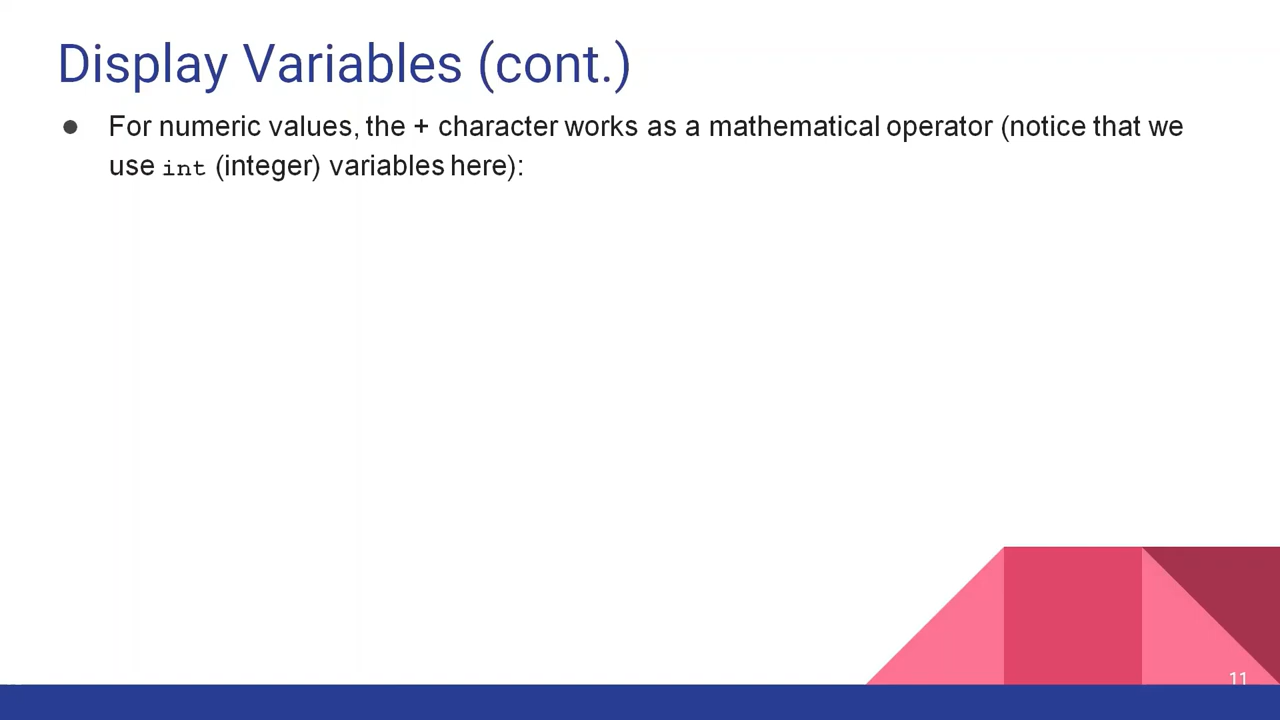 Display Variables (cont.)
● For numeric values, the + character works as a mathematical operator (notice that we
use int (integer) variables here):
11